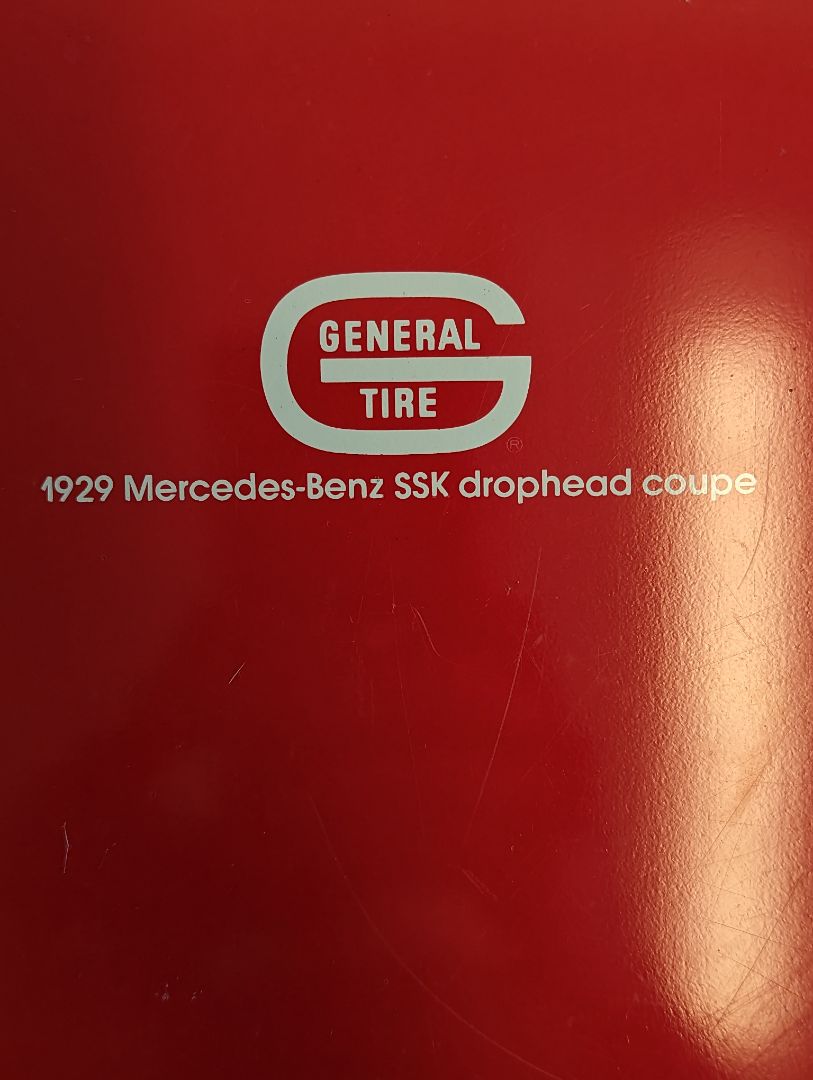 GENERAL
TIRE
®
1929 Mercedes-Benz SSK drophead coupe